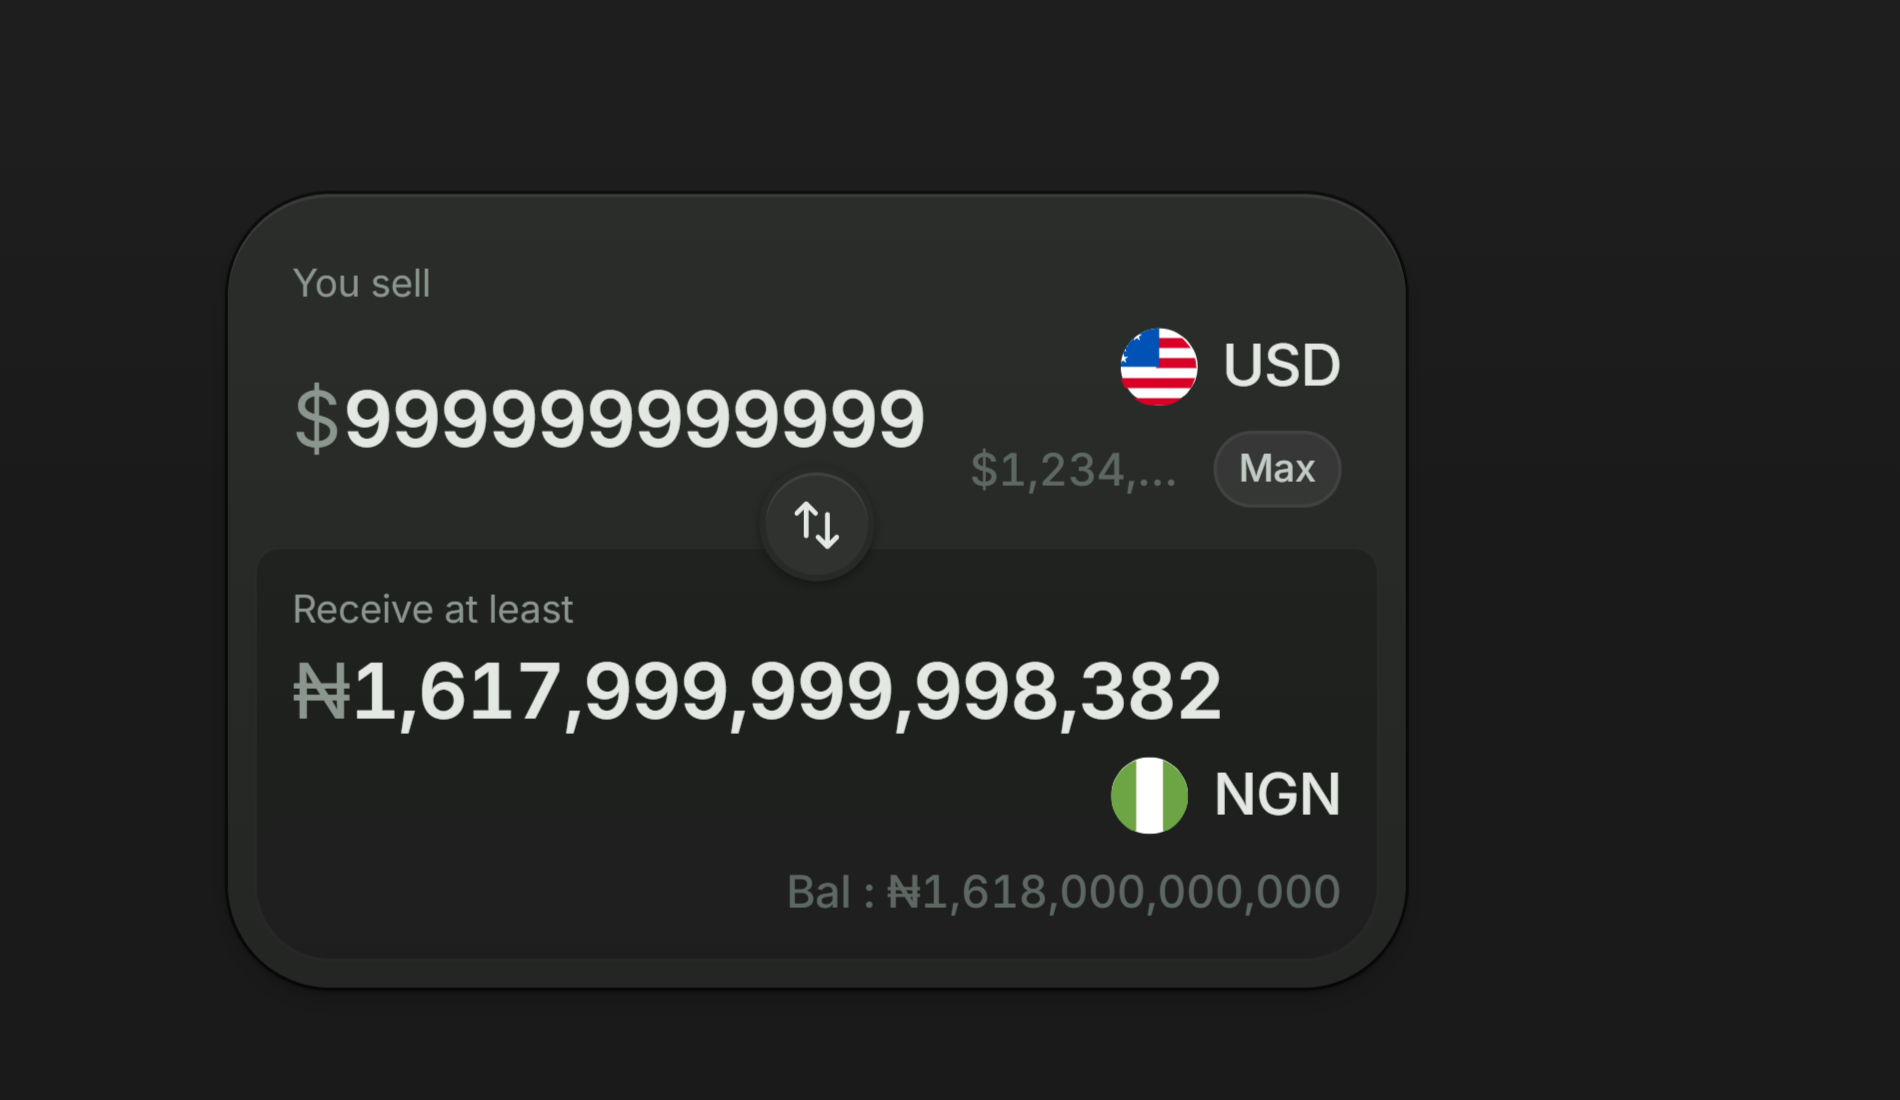 You sell
USD
$999999999999
$1,234,... Max
Receive at least
₦1,617,999,999,998,382
NGN
Bal : ₦1,618,000,000,000